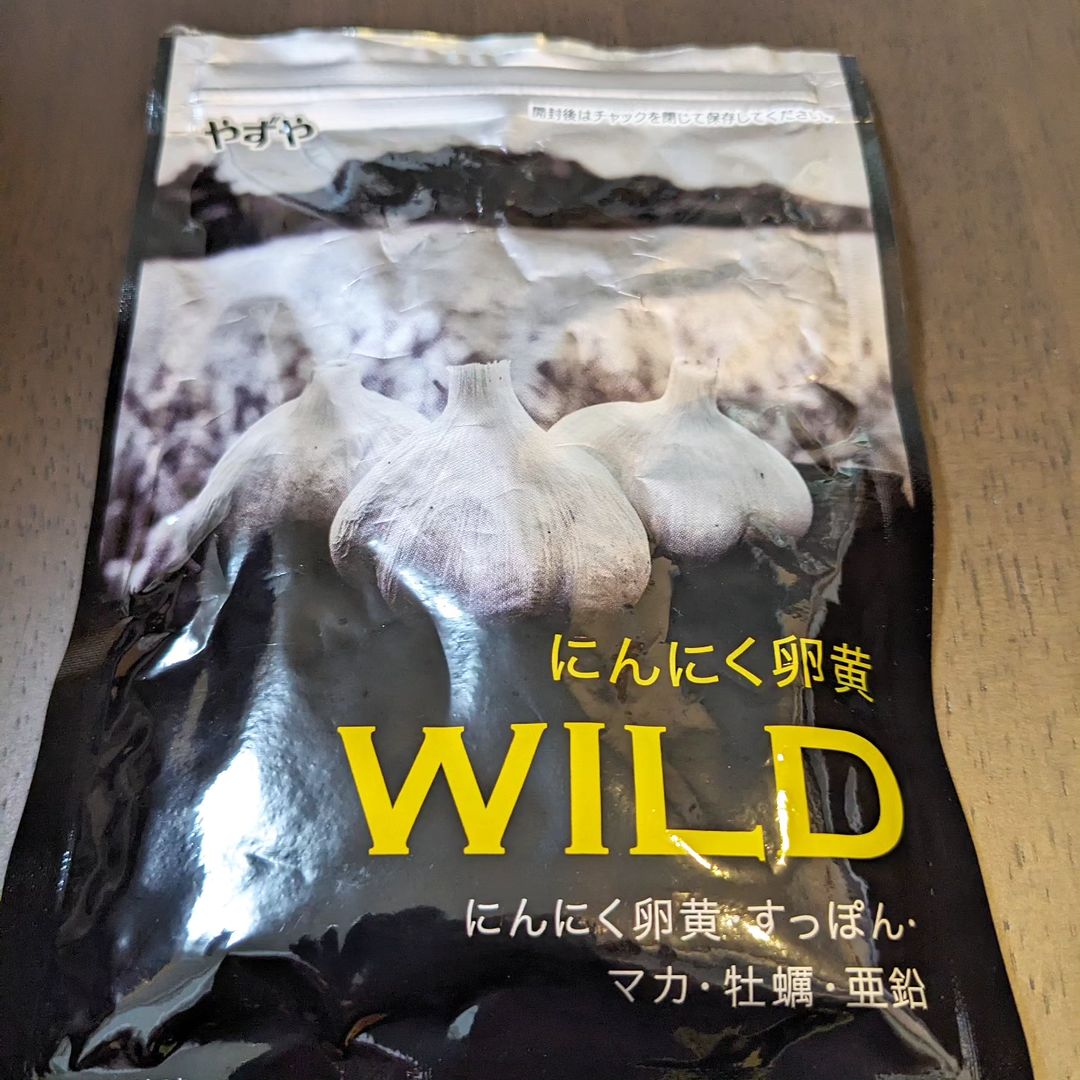 やずや
開封後はチャックを閉じて保存してください。
にんにく卵黄
WILD
にんにく卵黄・すっぽん・
マカ・牡蠣・亜鉛